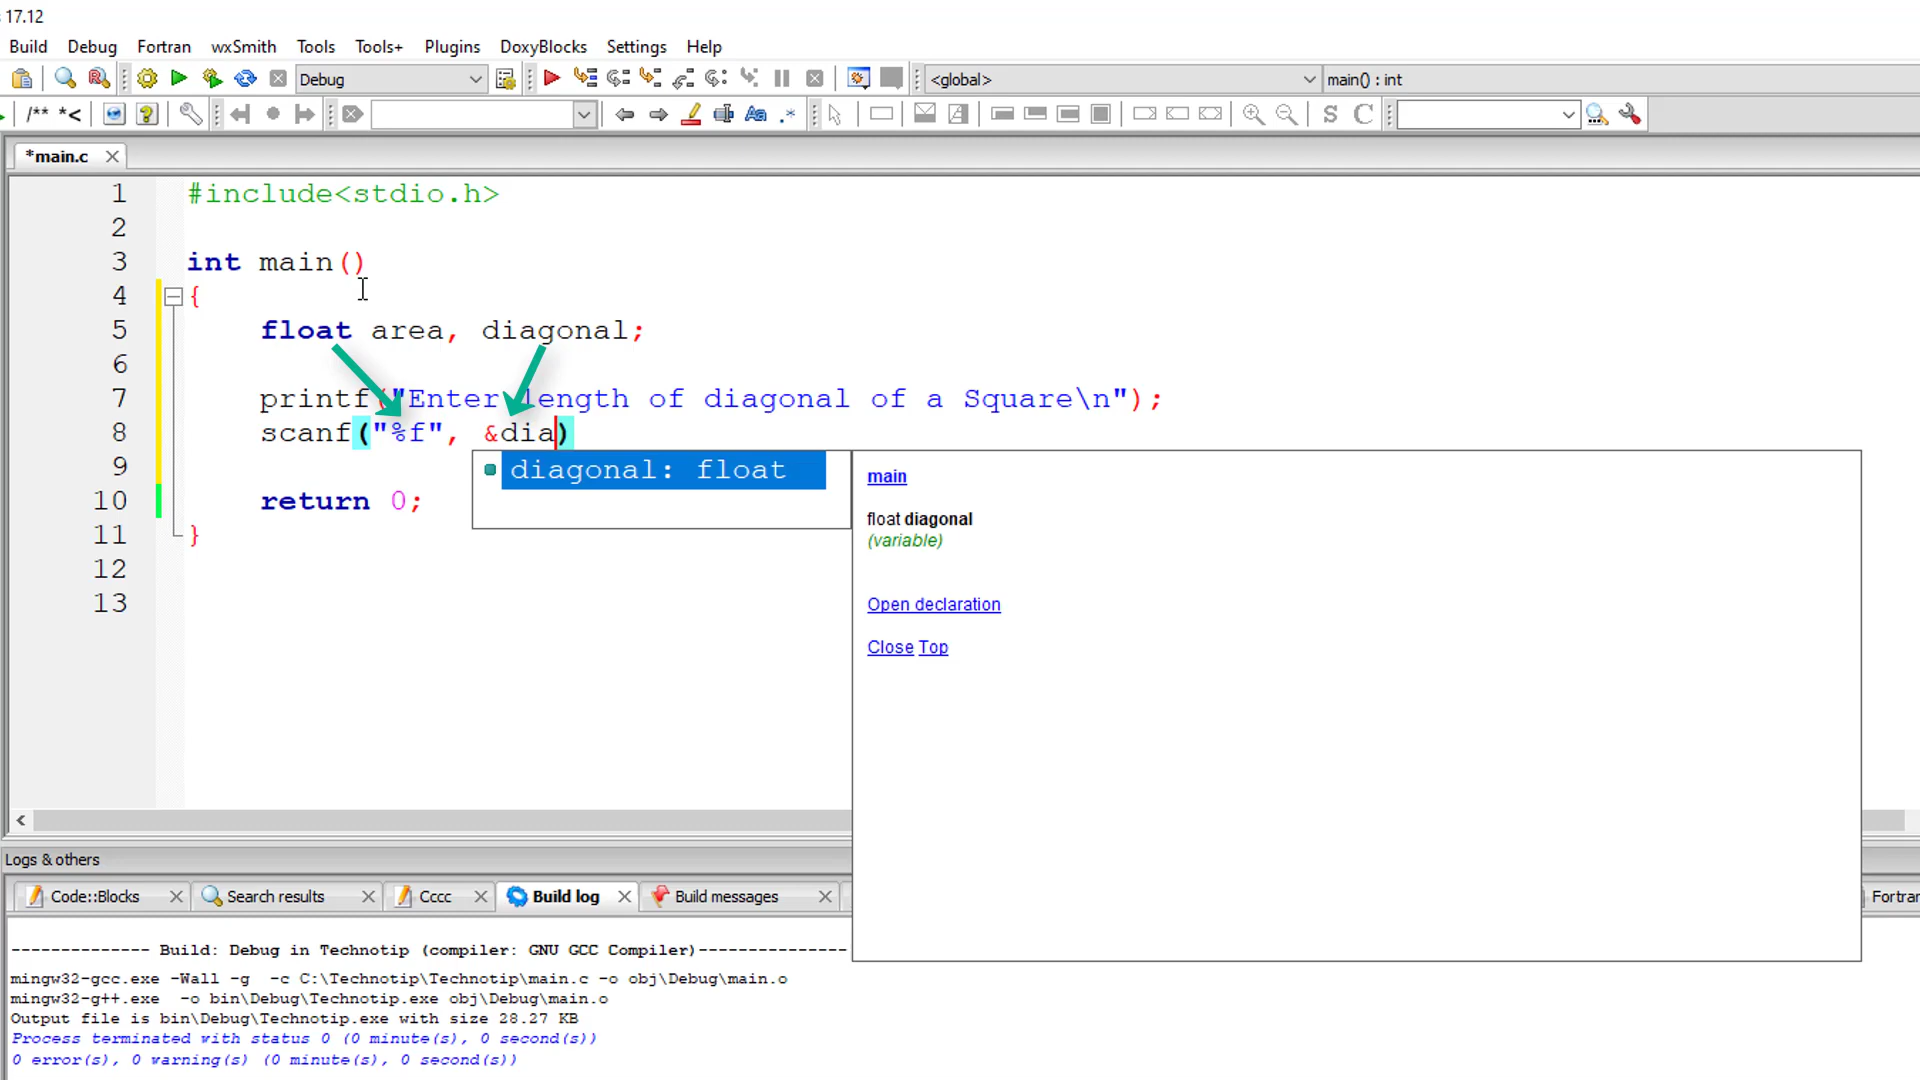 17.12
Build Debug Fortran wxSmith Tools Tools+ Plugins DoxyBlocks Settings Help
Debug <global> main() : int
/** *< Aa .* S C
*main.c
1 #include<stdio.h>
2
3 int main()
4 {
5 float area, diagonal;
6
7 printf("Enter length of diagonal of a Square\n");
8 scanf("%f", &dia)
9
10 return 0;
11 }
12
13
diagonal: float
main
float diagonal
(variable)
Open declaration
Close Top
Logs & others
Code::Blocks Search results Cccc Build log Build messages Fortran
-------------- Build: Debug in Technotip (compiler: GNU GCC Compiler)---------------
mingw32-gcc.exe -Wall -g -c C:\Technotip\Technotip\main.c -o obj\Debug\main.o
mingw32-g++.exe -o bin\Debug\Technotip.exe obj\Debug\main.o
Output file is bin\Debug\Technotip.exe with size 28.27 KB
Process terminated with status 0 (0 minute(s), 0 second(s))
0 error(s), 0 warning(s) (0 minute(s), 0 second(s))